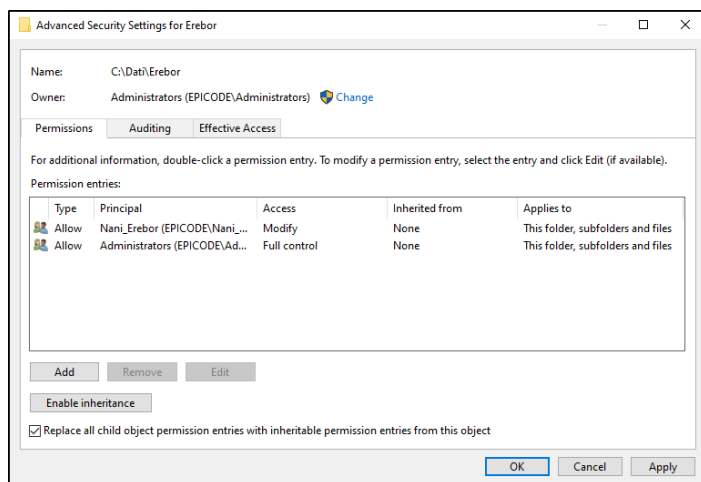 Advanced Security Settings for Erebor
Name: C:\Dati\Erebor
Owner: Administrators (EPICODE\Administrators) Change
Permissions Auditing Effective Access
For additional information, double-click a permission entry. To modify a permission entry, select the entry and click Edit (if available).
Permission entries:
Type Principal Access Inherited from Applies to
Allow Nani_Erebor (EPICODE\Nani_... Modify None This folder, subfolders and files
Allow Administrators (EPICODE\Ad... Full control None This folder, subfolders and files
Add Remove Edit
Enable inheritance
Replace all child object permission entries with inheritable permission entries from this object
OK Cancel Apply